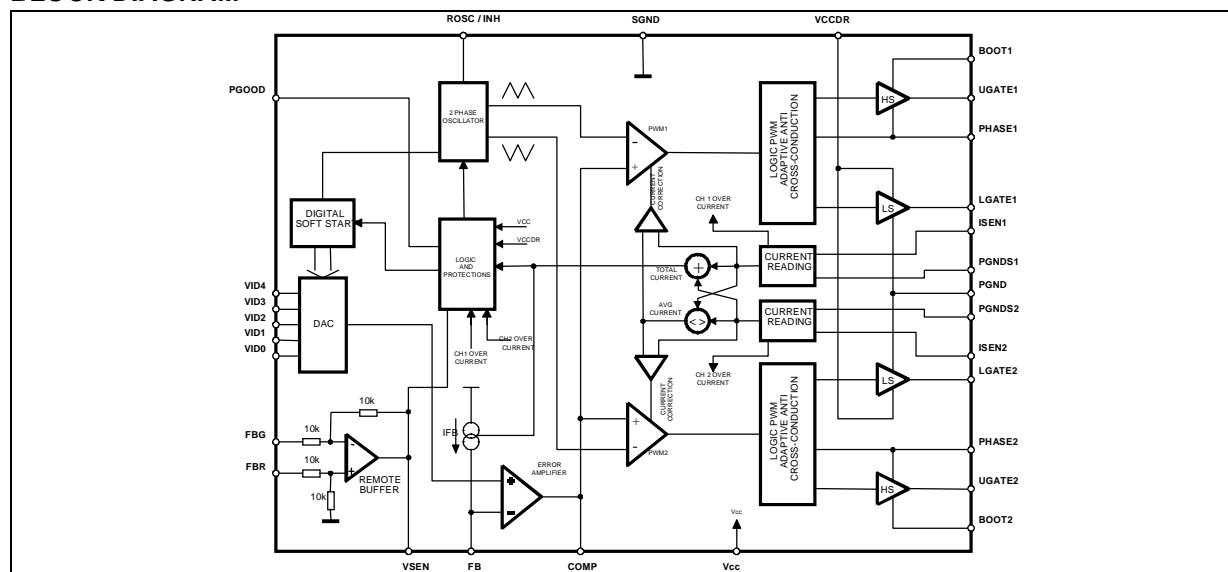 BLOCK DIAGRAM
ROSC / INH
SGND
VCCDR
BOOT1
PGOOD
2 PHASE
OSCILLATOR
PWM1
LOGIC PWM
ADAPTIVE ANTI
CROSS-CONDUCTION
HS
UGATE1
PHASE1
CURRENT
CORRECTION
CH 1 OVER
CURRENT
LS
LGATE1
DIGITAL
SOFT START
VCC
VCCDR
LOGIC
AND
PROTECTIONS
TOTAL
CURRENT
+
CURRENT
READING
ISEN1
PGNDS1
PGND
VID4
VID3
VID2
VID1
VID0
DAC
AVG
CURRENT
< >
CURRENT
READING
PGNDS2
ISEN2
CH1 OVER
CURRENT
CH2 OVER
CURRENT
CH 2 OVER
CURRENT
CURRENT
CORRECTION
LS
LGATE2
10k
IFB
+
-
PWM2
LOGIC PWM
ADAPTIVE ANTI
CROSS-CONDUCTION
PHASE2
FBG
10k
FBR
10k
10k
REMOTE
BUFFER
ERROR
AMPLIFIER
HS
UGATE2
BOOT2
Vcc
VSEN
FB
COMP
Vcc